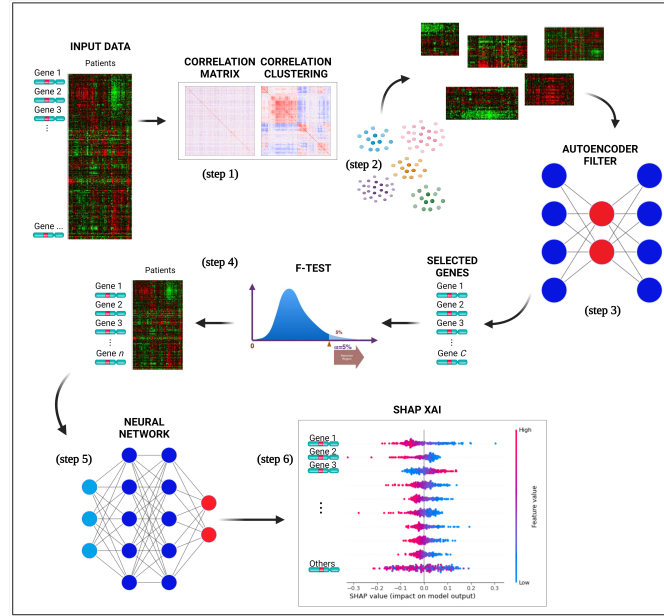 INPUT DATA
Patients
Gene 1
Gene 2
Gene 3
Gene ...
CORRELATION
MATRIX
CORRELATION
CLUSTERING
(step 1)
(step 2)
AUTOENCODER
FILTER
(step 3)
SELECTED
GENES
Gene 1
Gene 2
Gene 3
Gene C
(step 4)
F-TEST
0
5%
α=5%
Patients
Gene 1
Gene 2
Gene 3
Gene n
NEURAL
NETWORK
(step 5)
(step 6)
SHAP XAI
Gene 1
Gene 2
Gene 3
Others
High
Feature value
Low
−0.3 −0.2 −0.1 0.0 0.1 0.2 0.3
SHAP value (impact on model output)